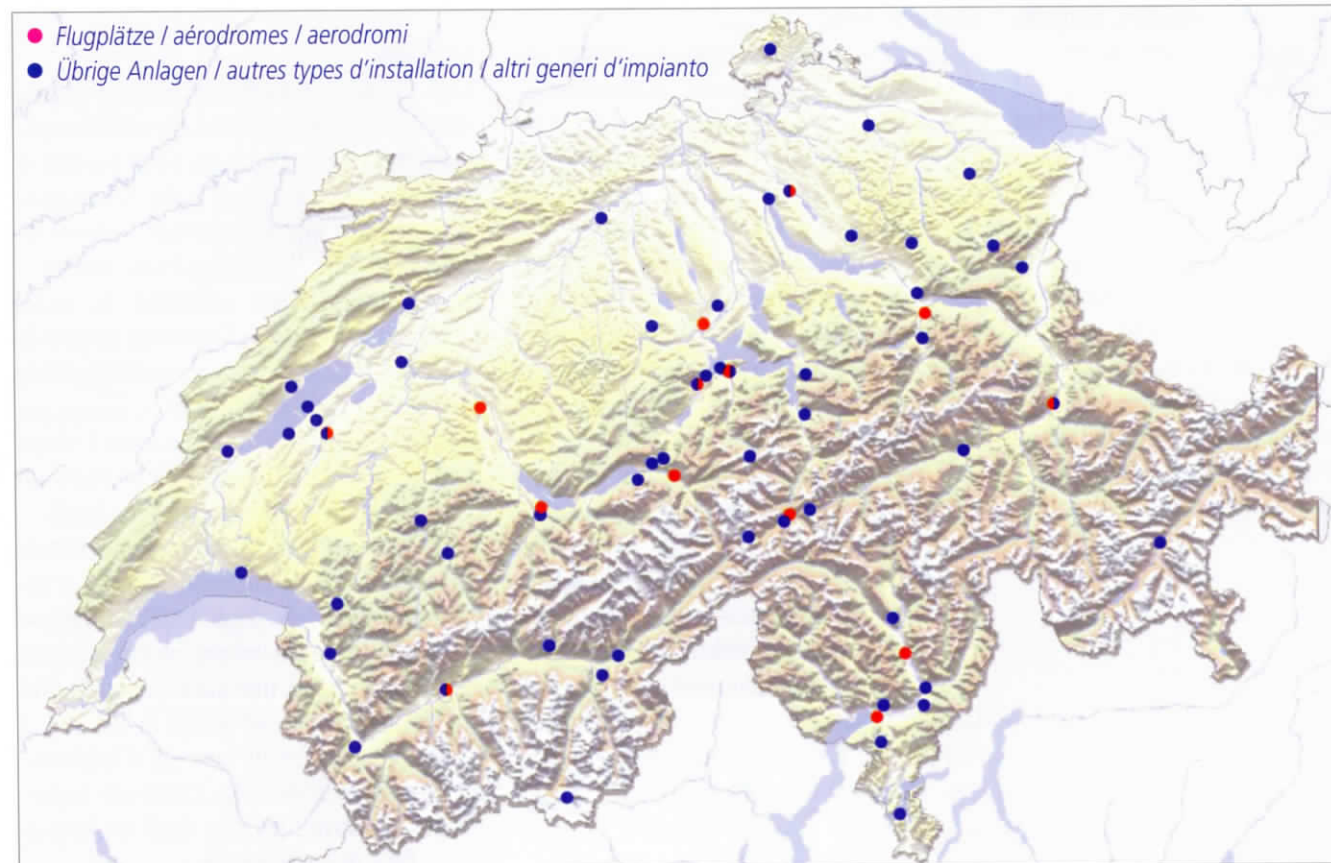 Flugplätze / aérodromes / aerodromi
Übrige Anlagen / autres types d'installation / altri generi d'impianto